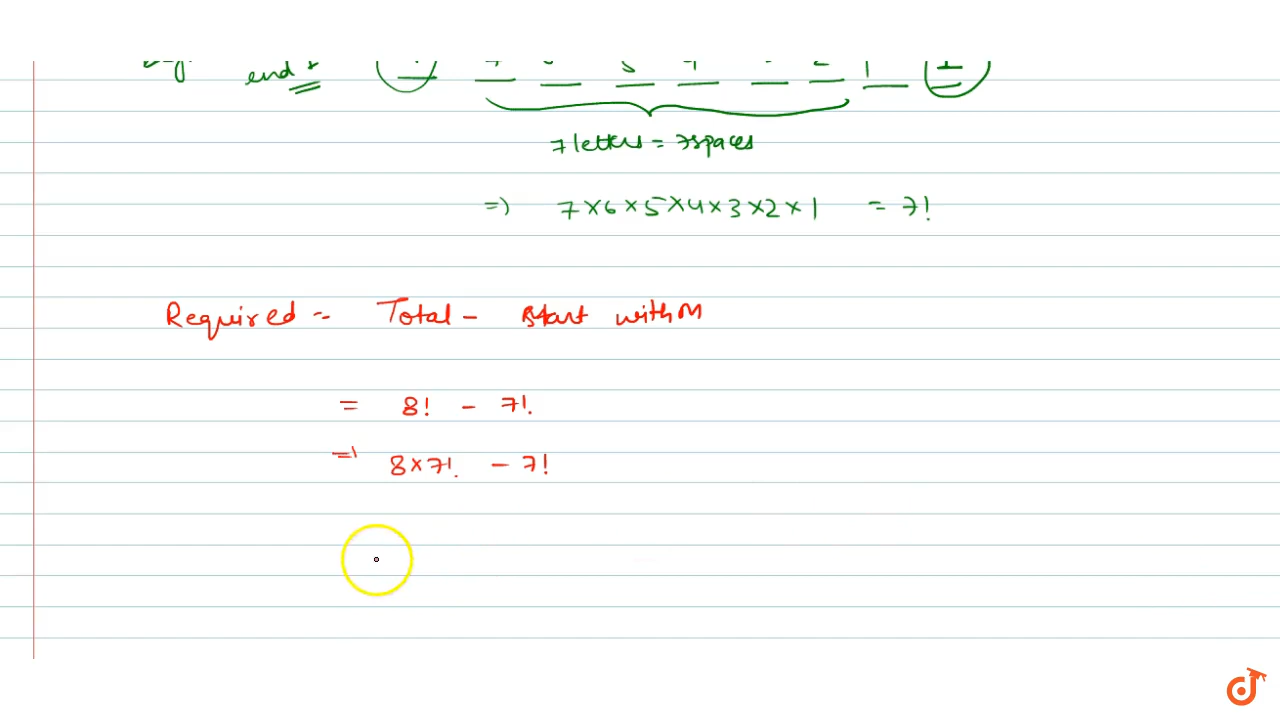 end
1
7 letters = 7 spaces
=) 7 × 6 × 5 × 4 × 3 × 2 × 1 = 7!
Required = Total - start with M
= 8! - 7!
=) 8 × 7! - 7!